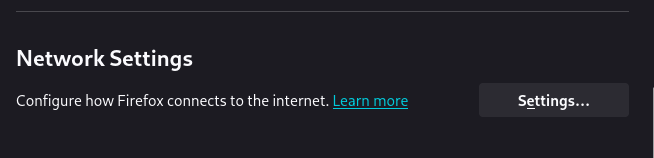 Network Settings
Configure how Firefox connects to the internet. Learn more
Settings...